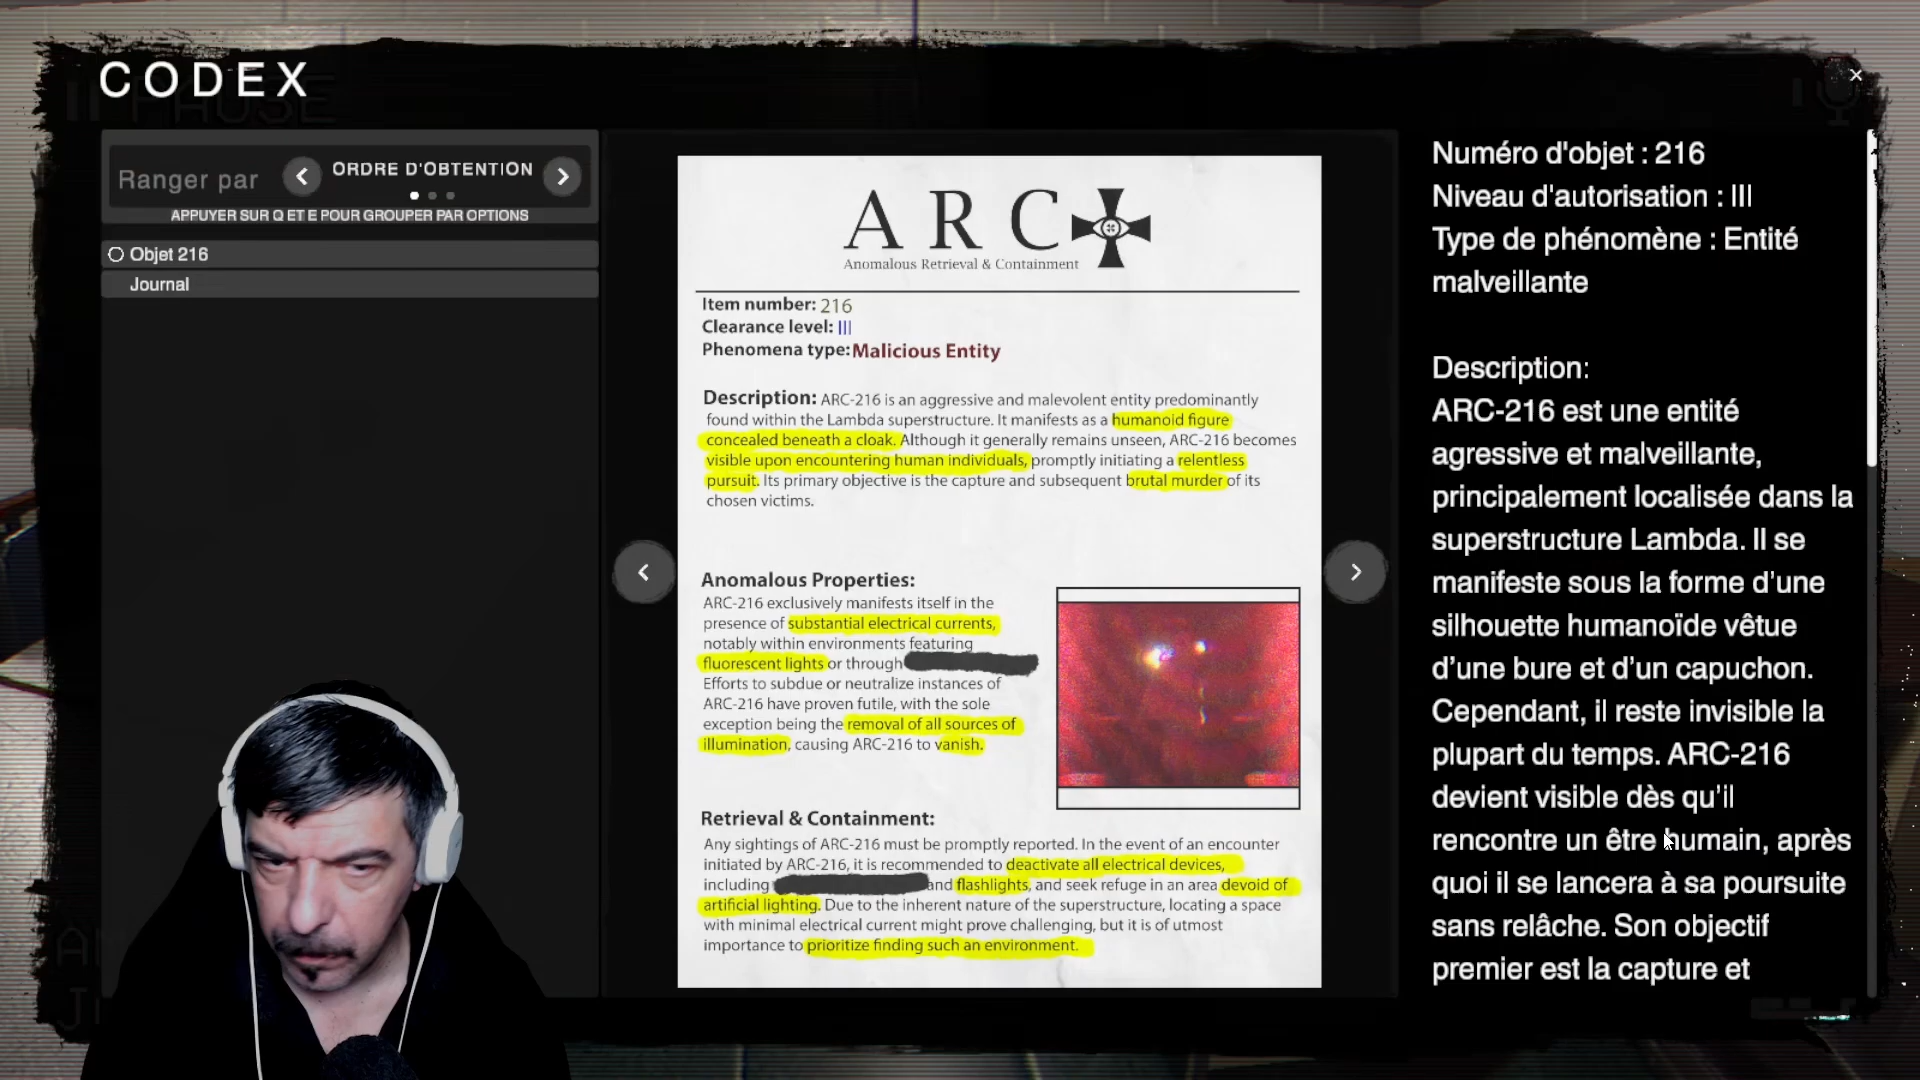 CODEX
Ranger par
ORDRE D'OBTENTION
APPUYER SUR Q ET E POUR GROUPER PAR OPTIONS
Objet 216
Journal
ARC
Anomalous Retrieval & Containment
Item number: 216
Clearance level: III
Phenomena type: Malicious Entity
Description: ARC-216 is an aggressive and malevolent entity predominantly
found within the Lambda superstructure. It manifests as a humanoid figure
concealed beneath a cloak. Although it generally remains unseen, ARC-216 becomes
visible upon encountering human individuals, promptly initiating a relentless
pursuit. Its primary objective is the capture and subsequent brutal murder of its
chosen victims.
Anomalous Properties:
ARC-216 exclusively manifests itself in the
presence of substantial electrical currents,
notably within environments featuring
fluorescent lights or through
Efforts to subdue or neutralize instances of
ARC-216 have proven futile, with the sole
exception being the removal of all sources of
illumination, causing ARC-216 to vanish.
Retrieval & Containment:
Any sightings of ARC-216 must be promptly reported. In the event of an encounter
initiated by ARC-216, it is recommended to deactivate all electrical devices,
including and flashlights, and seek refuge in an area devoid of
artificial lighting. Due to the inherent nature of the superstructure, locating a space
with minimal electrical current might prove challenging, but it is of utmost
importance to prioritize finding such an environment.
Numéro d'objet : 216
Niveau d'autorisation : III
Type de phénomène : Entité
malveillante
Description:
ARC-216 est une entité
agressive et malveillante,
principalement localisée dans la
superstructure Lambda. Il se
manifeste sous la forme d'une
silhouette humanoïde vêtue
d'une bure et d'un capuchon.
Cependant, il reste invisible la
plupart du temps. ARC-216
devient visible dès qu'il
rencontre un être humain, après
quoi il se lancera à sa poursuite
sans relâche. Son objectif
premier est la capture et